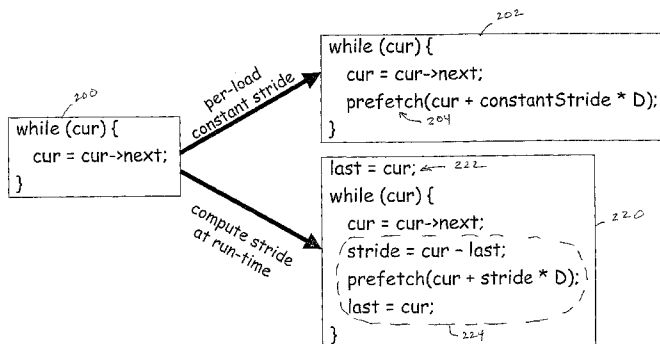 200
while (cur) {
cur = cur->next;
}
per-load
constant stride
compute stride
at run-time
202
while (cur) {
cur = cur->next;
prefetch(cur + constantStride * D);
204
}
last = cur; 222
while (cur) {
cur = cur->next;
stride = cur - last;
prefetch(cur + stride * D);
last = cur;
}
224
220